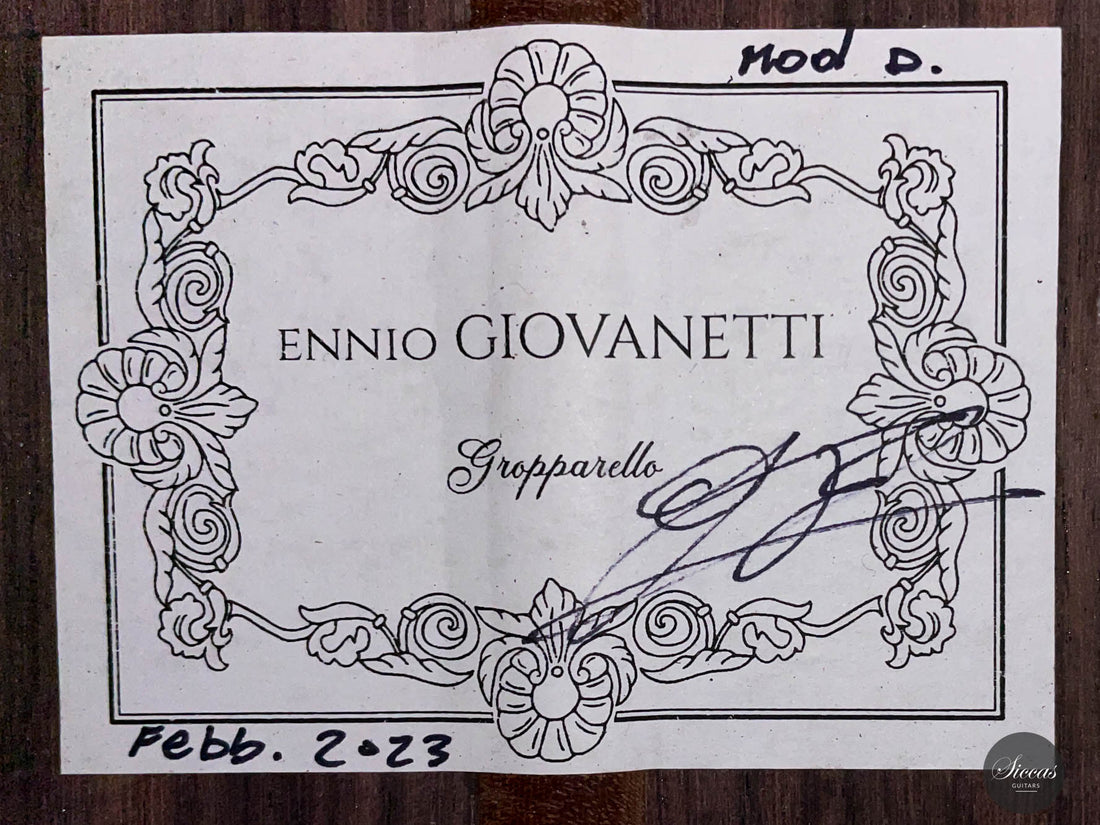 Mod D.
ENNIO GIOVANETTI
Gropparello
Febb. 2023
Siccas
GUITARS